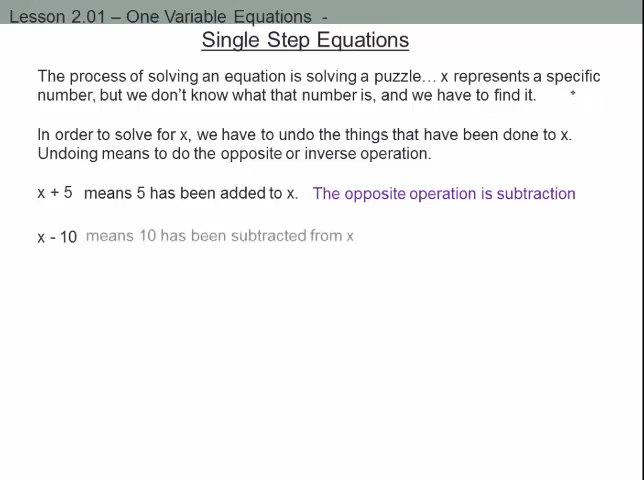 Lesson 2.01 – One Variable Equations -
Single Step Equations
The process of solving an equation is solving a puzzle… x represents a specific
number, but we don't know what that number is, and we have to find it.
In order to solve for x, we have to undo the things that have been done to x.
Undoing means to do the opposite or inverse operation.
x + 5 means 5 has been added to x. The opposite operation is subtraction
x - 10 means 10 has been subtracted from x